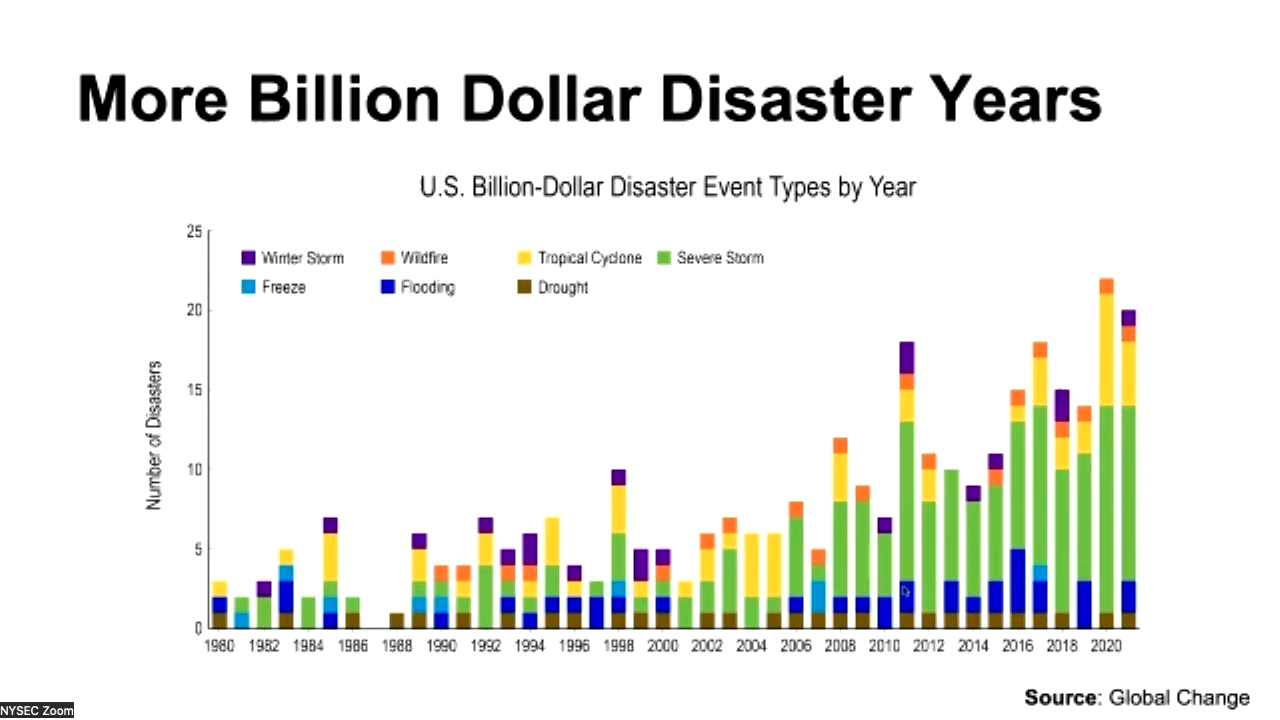 More Billion Dollar Disaster Years
U.S. Billion-Dollar Disaster Event Types by Year
25
Winter Storm Wildfire Tropical Cyclone Severe Storm
Freeze Flooding Drought
20
15
10
5
0
Number of Disasters
1980 1982 1984 1986 1988 1990 1992 1994 1996 1998 2000 2002 2004 2006 2008 2010 2012 2014 2016 2018 2020
Source: Global Change
NYSEC Zoom